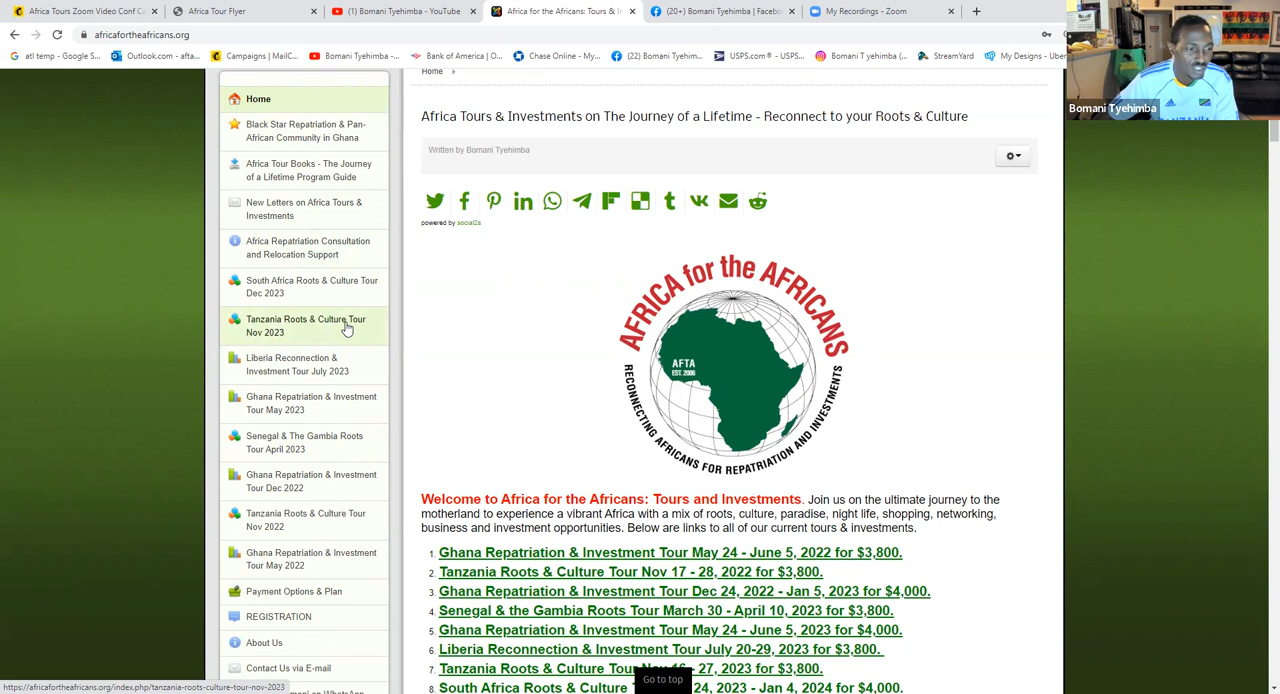 Africa Tours Zoom Video Conf Ca
Africa Tour Flyer
(1) Bomani Tyehimba - YouTube
Africa for the Africans: Tours & In
(20+) Bomani Tyehimba | Facebo
My Recordings - Zoom
africafortheafricans.org
atl temp - Google S...
Outlook.com - afta...
Campaigns | MailC...
Bomani Tyehimba -...
Bank of America | O...
Chase Online - My...
(22) Bomani Tyehim...
USPS.com® - USPS...
Bomani T yehimba (...
StreamYard
My Designs - Uber
Bomani Tyehimba
Home
Black Star Repatriation & Pan-
African Community in Ghana
Africa Tour Books - The Journey
of a Lifetime Program Guide
New Letters on Africa Tours &
Investments
Africa Repatriation Consultation
and Relocation Support
South Africa Roots & Culture Tour
Dec 2023
Tanzania Roots & Culture Tour
Nov 2023
Liberia Reconnection &
Investment Tour July 2023
Ghana Repatriation & Investment
Tour May 2023
Senegal & The Gambia Roots
Tour April 2023
Ghana Repatriation & Investment
Tour Dec 2022
Tanzania Roots & Culture Tour
Nov 2022
Ghana Repatriation & Investment
Tour May 2022
Payment Options & Plan
REGISTRATION
About Us
Contact Us via E-mail
Home
Africa Tours & Investments on The Journey of a Lifetime - Reconnect to your Roots & Culture
Written by Bomani Tyehimba
powered by social2s
AFRICA for the AFRICANS
AFTA
EST. 2006
RECONNECTING AFRICANS FOR REPATRIATION AND INVESTMENTS
Welcome to Africa for the Africans: Tours and Investments. Join us on the ultimate journey to the
motherland to experience a vibrant Africa with a mix of roots, culture, paradise, night life, shopping, networking,
business and investment opportunities. Below are links to all of our current tours & investments.
1. Ghana Repatriation & Investment Tour May 24 - June 5, 2022 for $3,800.
2. Tanzania Roots & Culture Tour Nov 17 - 28, 2022 for $3,800.
3. Ghana Repatriation & Investment Tour Dec 24, 2022 - Jan 5, 2023 for $4,000.
4. Senegal & the Gambia Roots Tour March 30 - April 10, 2023 for $3,800.
5. Ghana Repatriation & Investment Tour May 24 - June 5, 2023 for $4,000.
6. Liberia Reconnection & Investment Tour July 20-29, 2023 for $3,800.
7. Tanzania Roots & Culture Tour Nov 16 - 27, 2023 for $3,800.
8. South Africa Roots & Culture 24, 2023 - Jan 4, 2024 for $4,000.
Go to top
https://africafortheafricans.org/index.php/tanzania-roots-culture-tour-nov-2023